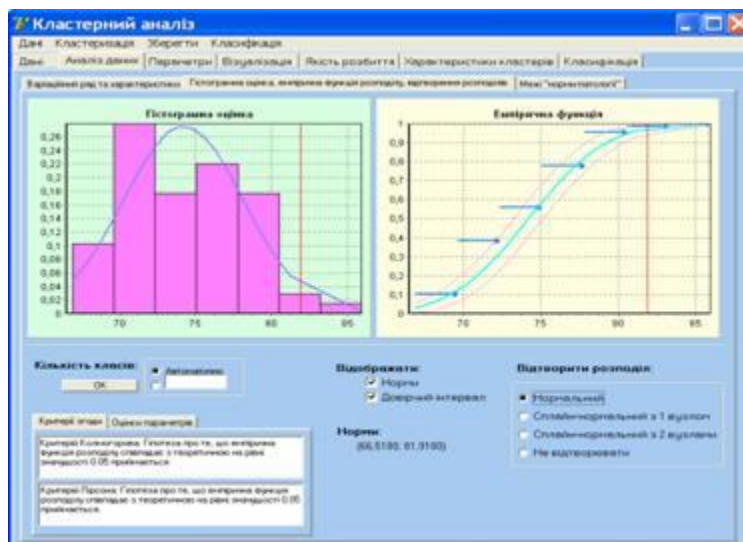 Кластерний аналіз
Дані Кластеризація Зберегти Класифікація
Дані Аналіз даних Параметри Візуалізація Якість розбиття Характеристики кластерів Класифікація
Варіаційний ряд та характеристики Гістограмна оцінка, емпірична функція розподілу, відтворення розподілів Межі "норми-патології"
Гістограмна оцінка
0,26
0,24
0,22
0,2
0,18
0,16
0,14
0,12
0,1
0,08
0,06
0,04
0,02
0
70 75 80 85
Емпірична функція
1
0,9
0,8
0,7
0,6
0,5
0,4
0,3
0,2
0,1
0
70 75 80 85
Кількість класів:
Автоматично
OK
Відображати:
Норми
Довірчий інтервал
Норми:
Відтворити розподіл:
Нормальний
Сплайн-нормальний з 1 вузлом
Сплайн-нормальний з 2 вузлами
Не відтворювати
Критерії згоди Оцінки параметрів
Критерій Колмогорова: Гіпотеза про те, що емпірична
функція розподілу співпадає з теоретичною на рівні
значущості 0.05 приймається.
Критерій Пірсона: Гіпотеза про те, що емпірична функція
розподілу співпадає з теоретичною на рівні значущості 0.05
приймається.